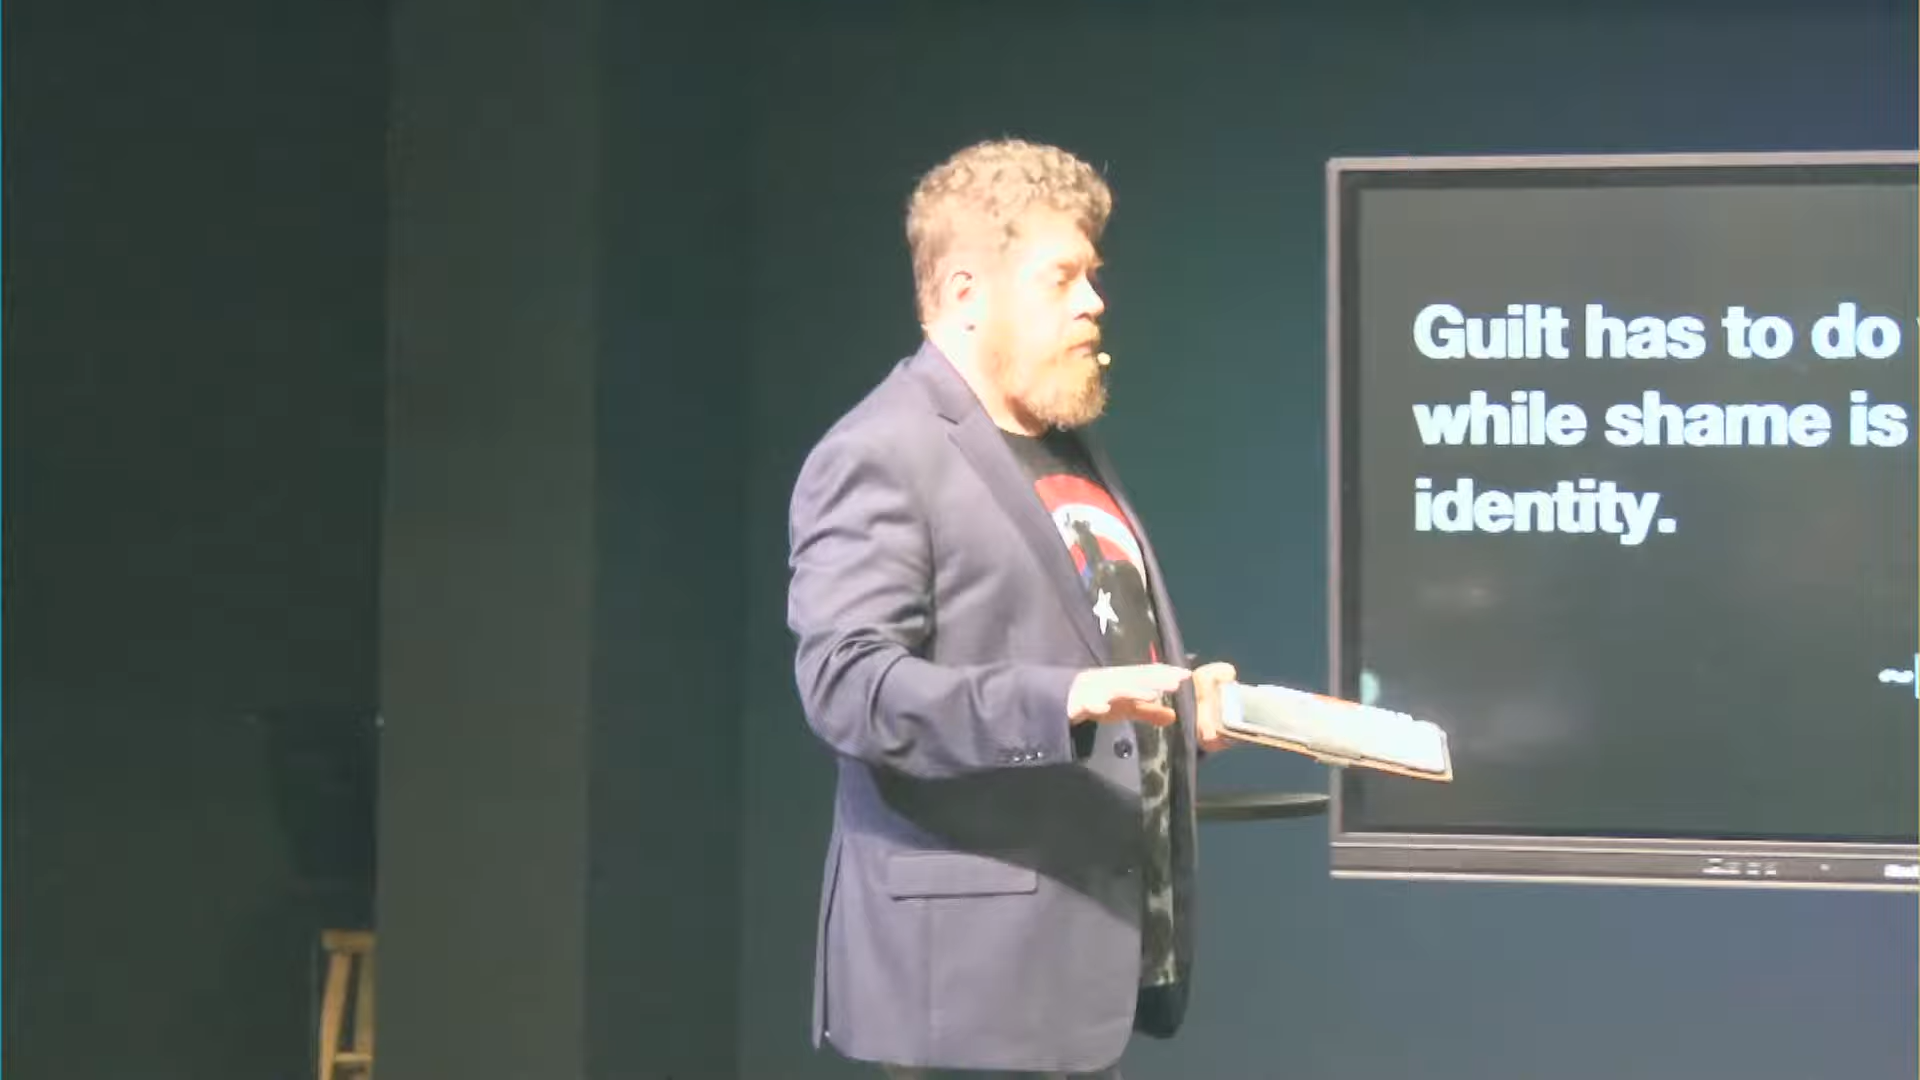 Guilt has to do
while shame is
identity.
~